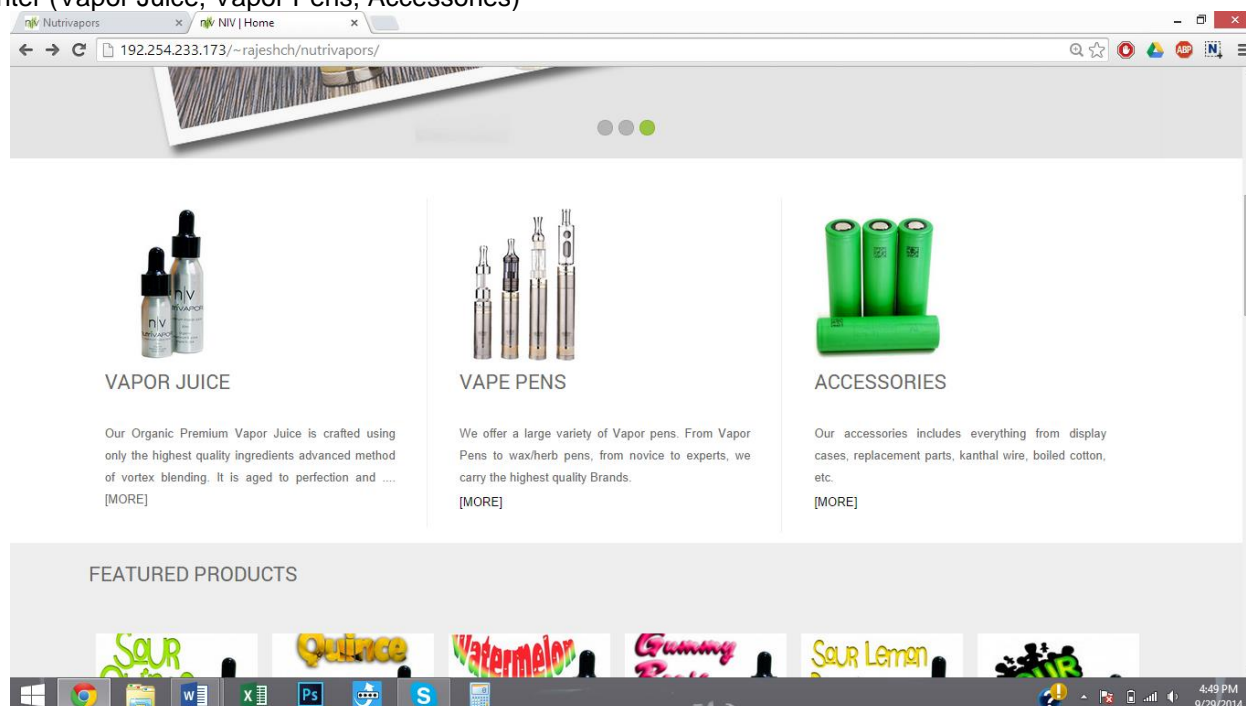 nter (Vapor Juice, Vapor Pens, Accessories)
Nutrivapors
NIV | Home
192.254.233.173/~rajeshch/nutrivapors/
VAPOR JUICE
Our Organic Premium Vapor Juice is crafted using
only the highest quality ingredients advanced method
of vortex blending. It is aged to perfection and ....
[MORE]
VAPE PENS
We offer a large variety of Vapor pens. From Vapor
Pens to wax/herb pens, from novice to experts, we
carry the highest quality Brands.
[MORE]
ACCESSORIES
Our accessories includes everything from display
cases, replacement parts, kanthal wire, boiled cotton,
etc.
[MORE]
FEATURED PRODUCTS
Sour
Quince
Watermelon
Gummy
Sour Lemon
4:49 PM
9/29/2014